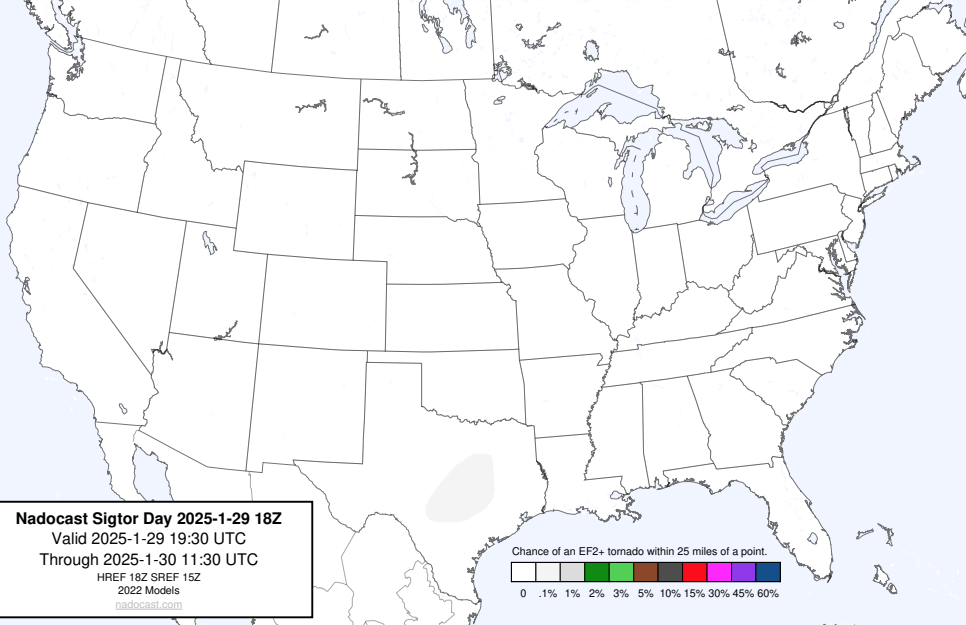 Nadocast Sigtor Day 2025-1-29 18Z
Valid 2025-1-29 19:30 UTC
Through 2025-1-30 11:30 UTC
HREF 18Z SREF 15Z
2022 Models
nadocast.com
Chance of an EF2+ tornado within 25 miles of a point.
0 .1% 1% 2% 3% 5% 10% 15% 30% 45% 60%